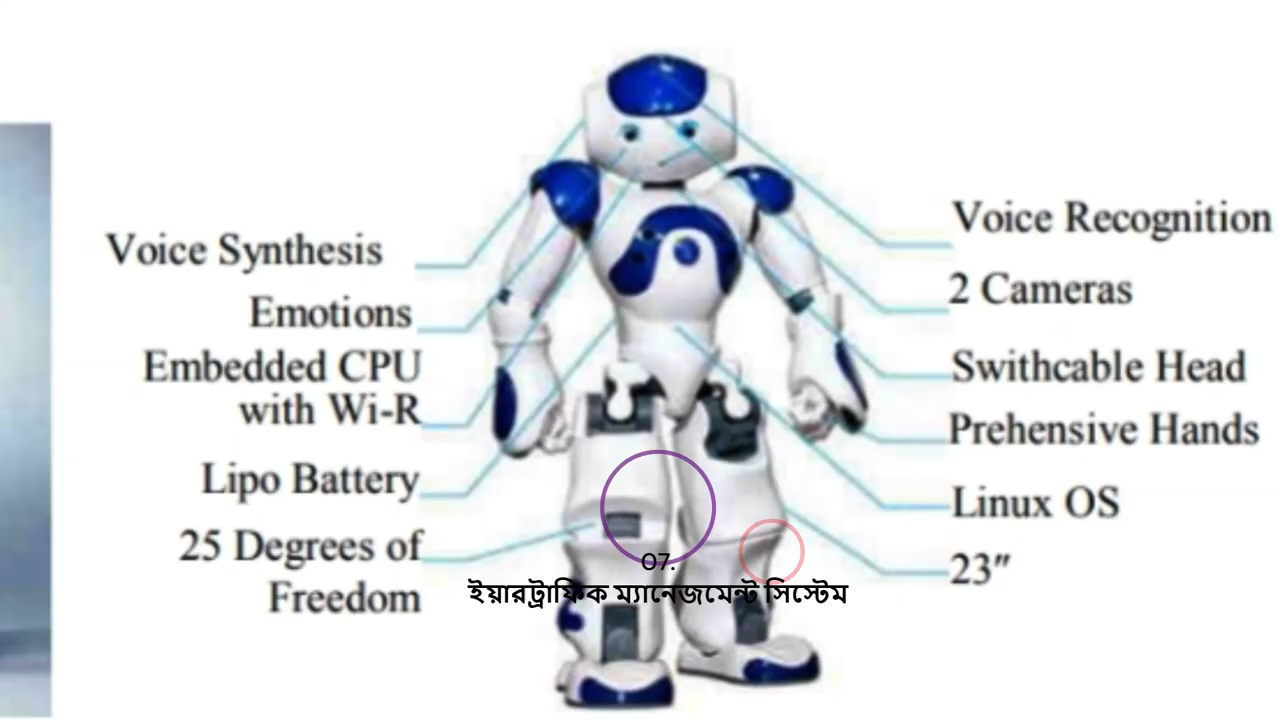 Voice Synthesis
Emotions
Embedded CPU
with Wi-R
Lipo Battery
25 Degrees of
Freedom
Voice Recognition
2 Cameras
Swithcable Head
Prehensive Hands
Linux OS
23″
07.
ইয়ারট্রাফিক ম্যানেজমেন্ট সিস্টেম